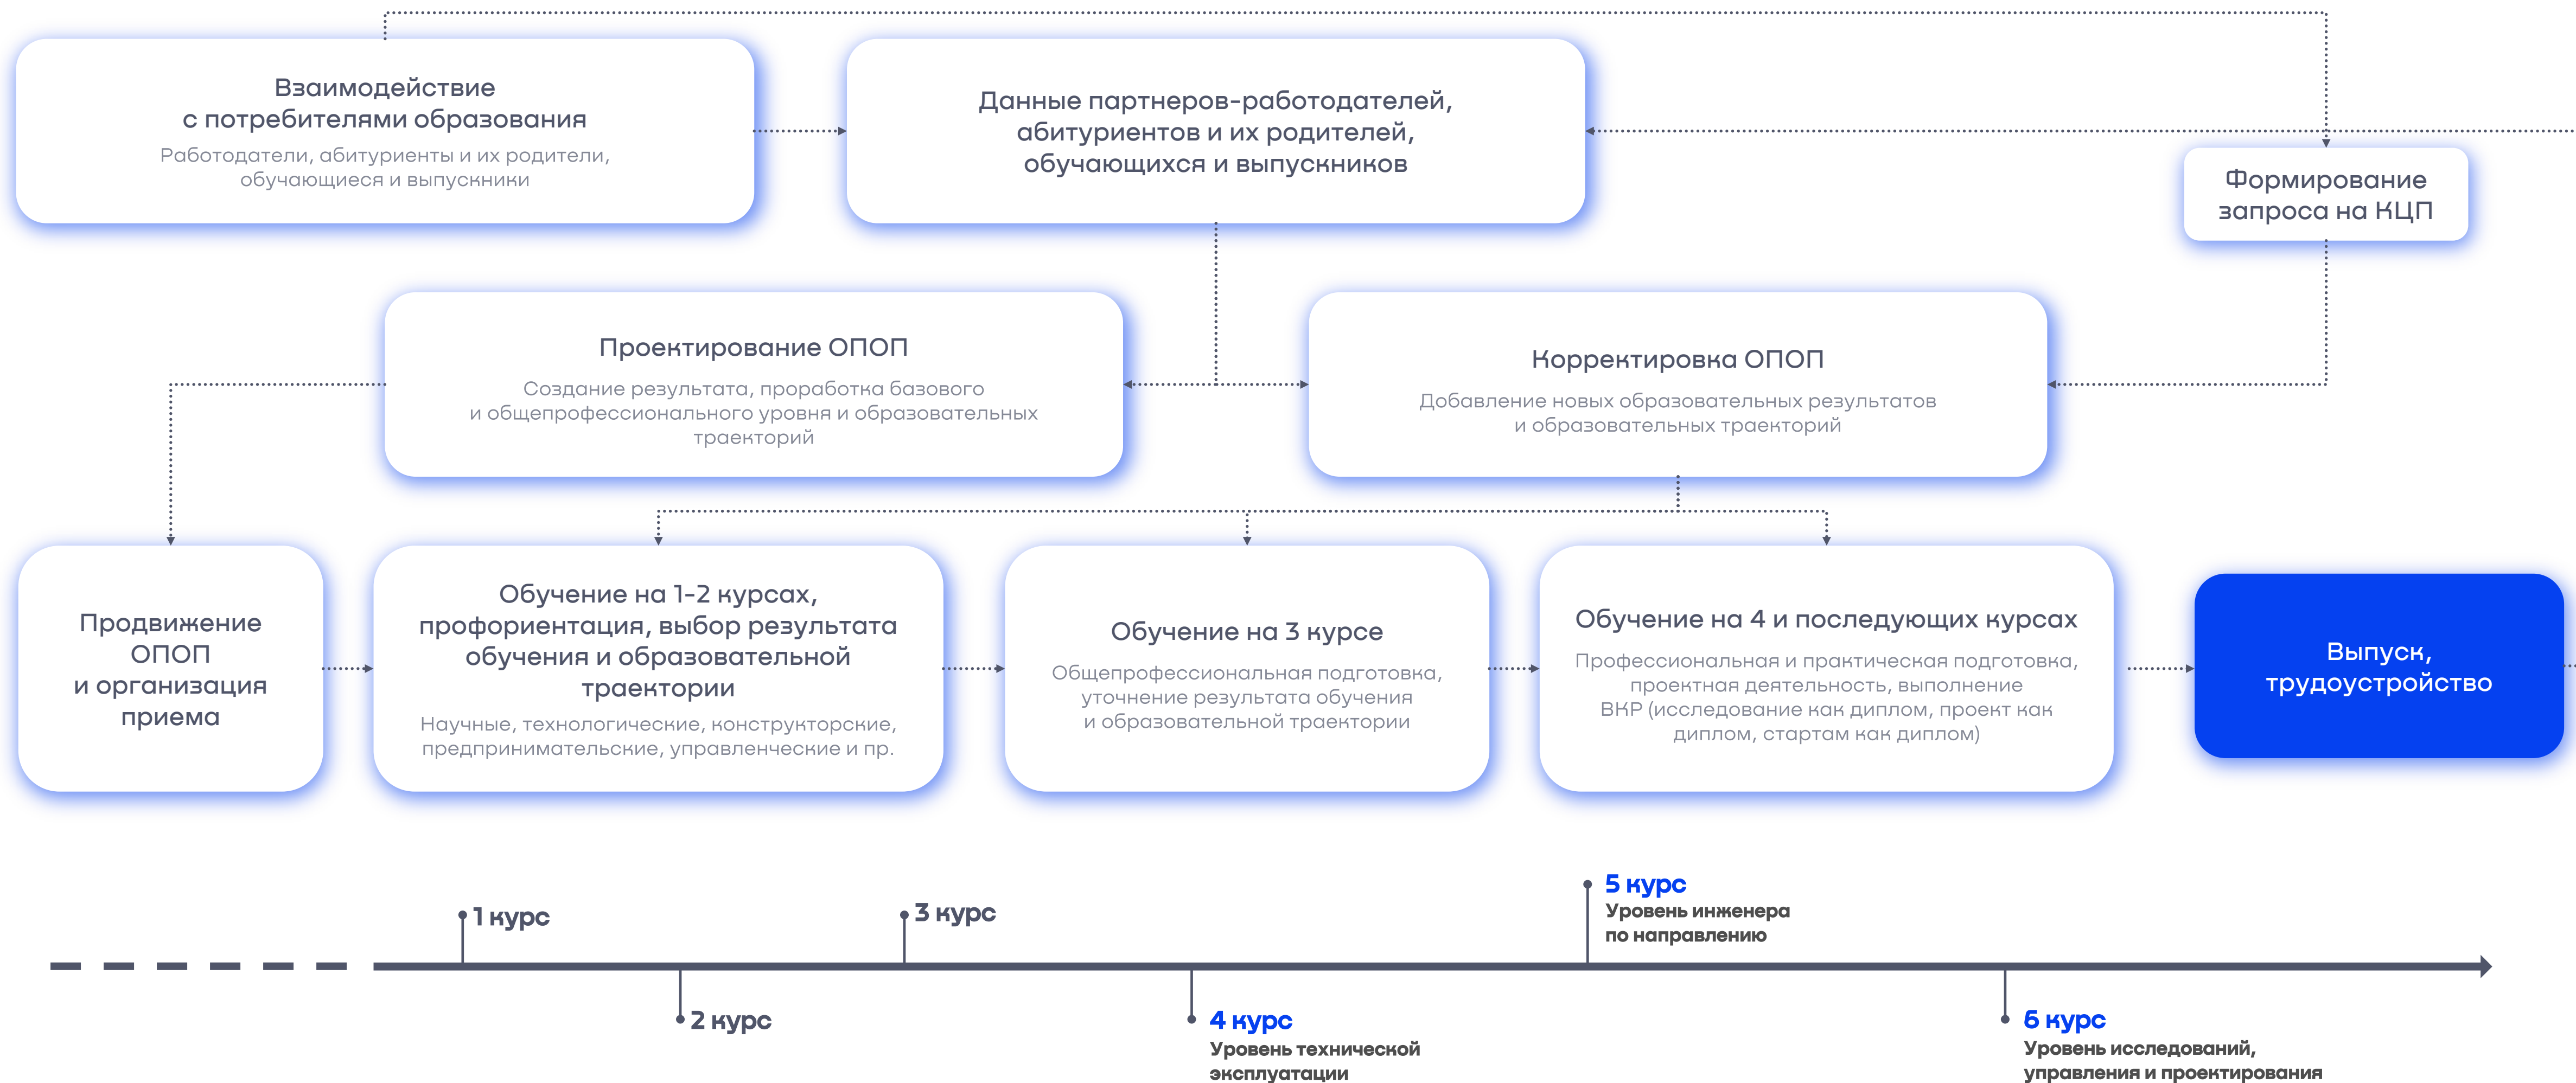 Взаимодействие
с потребителями образования
Работодатели, абитуриенты и их родители,
обучающиеся и выпускники
Данные партнеров-работодателей,
абитуриентов и их родителей,
обучающихся и выпускников
Формирование
запроса на КЦП
Проектирование ОПОП
Создание результата, проработка базового
и общепрофессионального уровня и образовательных
траекторий
Корректировка ОПОП
Добавление новых образовательных результатов
и образовательных траекторий
Продвижение
ОПОП
и организация
приема
Обучение на 1-2 курсах,
профориентация, выбор результата
обучения и образовательной
траектории
Научные, технологические, конструкторские,
предпринимательские, управленческие и пр.
Обучение на 3 курсе
Общепрофессиональная подготовка,
уточнение результата обучения
и образовательной траектории
Обучение на 4 и последующих курсах
Профессиональная и практическая подготовка,
проектная деятельность, выполнение
ВКР (исследование как диплом, проект как
диплом, стартам как диплом)
Выпуск,
трудоустройство
1 курс
2 курс
3 курс
4 курс
Уровень технической
эксплуатации
5 курс
Уровень инженера
по направлению
6 курс
Уровень исследований,
управления и проектирования